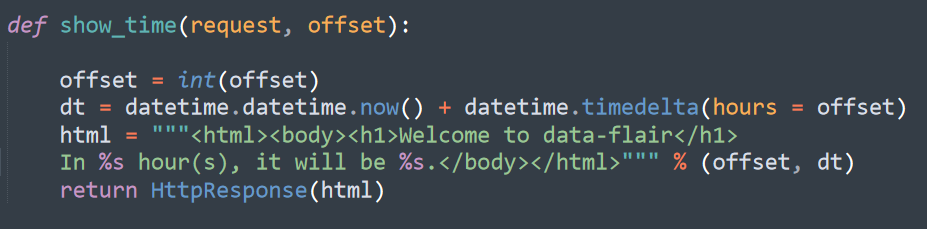 def show_time(request, offset):
offset = int(offset)
dt = datetime.datetime.now() + datetime.timedelta(hours = offset)
html = """<html><body><h1>Welcome to data-flair</h1>
In %s hour(s), it will be %s.</body></html>""" % (offset, dt)
return HttpResponse(html)